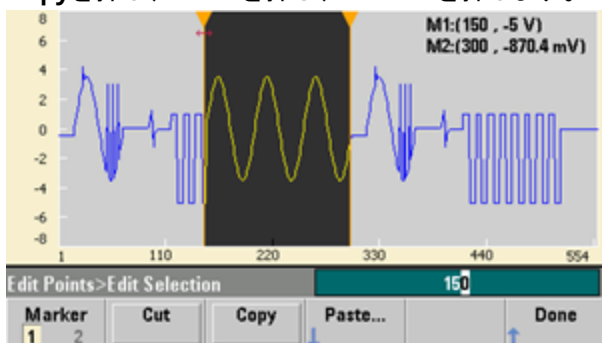 M1:(150 , -5 V)
M2:(300 , -870.4 mV)
8
6
4
2
0
-2
-4
-6
-8
1 110 220 330 440 554
Edit Points>Edit Selection 150
Marker Cut Copy Paste... Done
1 2